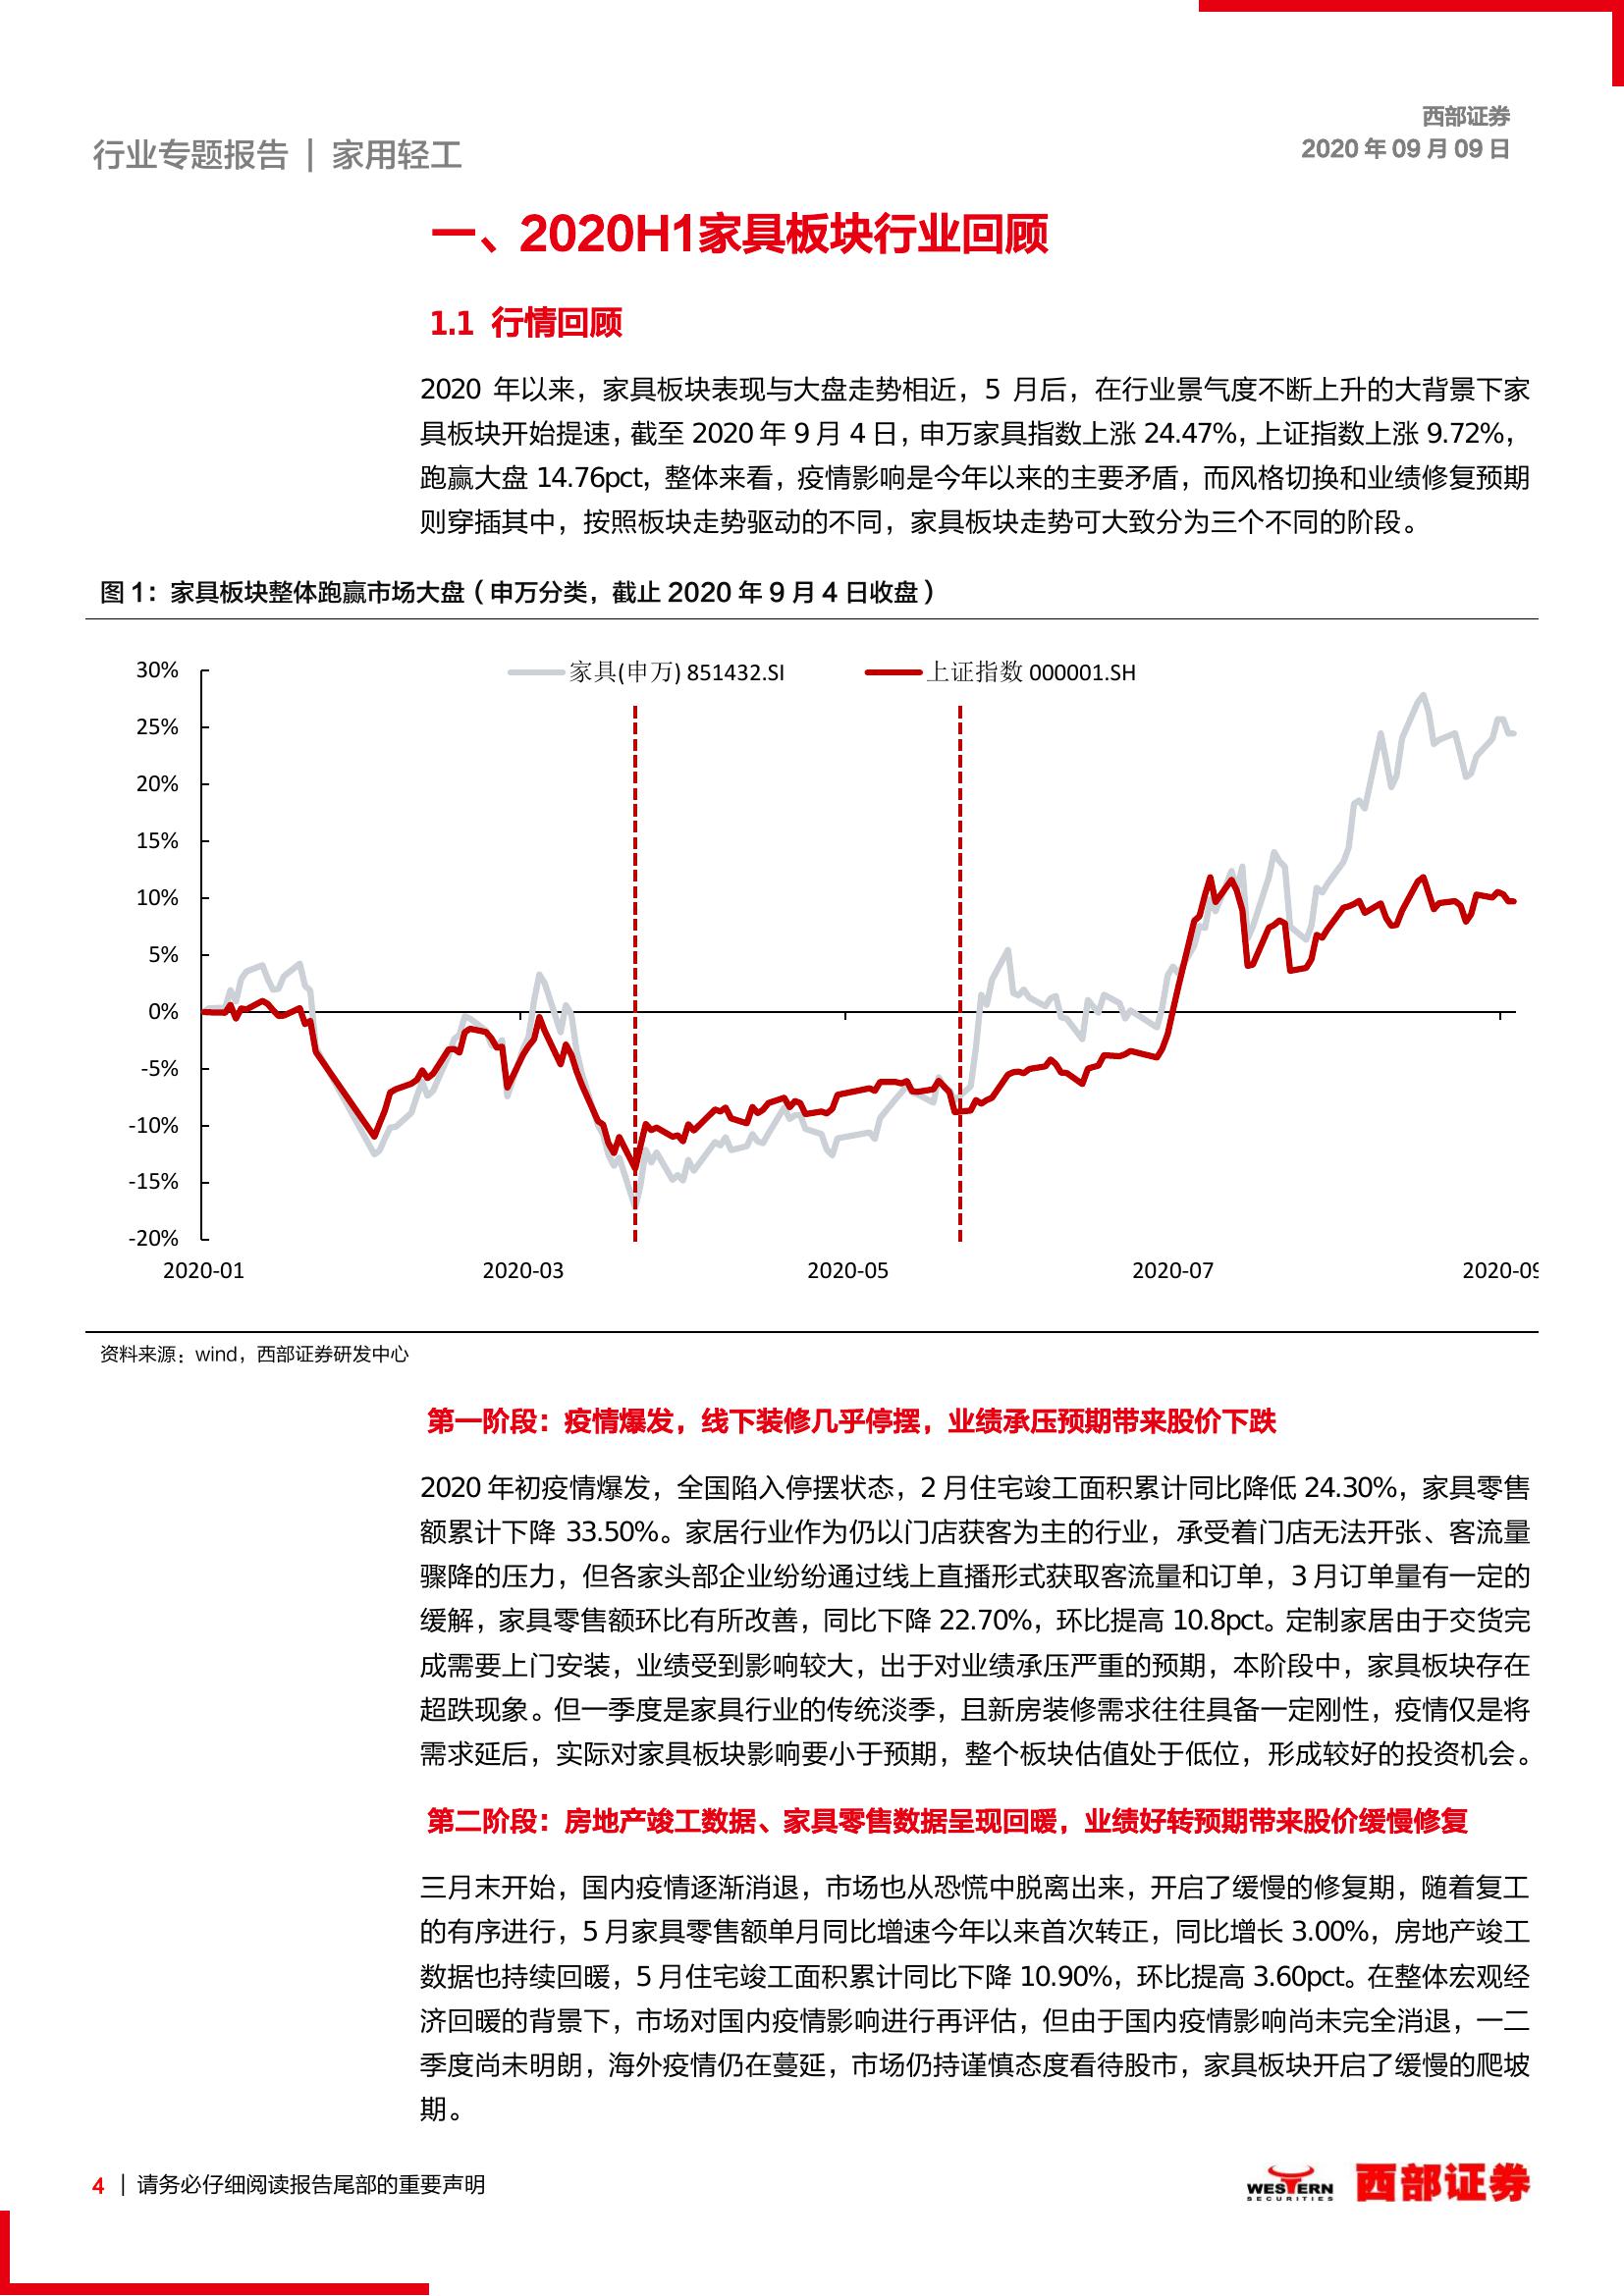 西部证券
行业专题报告 | 家用轻工
2020 年 09 月 09 日
一、2020H1家具板块行业回顾
1.1 行情回顾
2020 年以来，家具板块表现与大盘走势相近，5 月后，在行业景气度不断上升的大背景下家
具板块开始提速，截至 2020 年 9 月 4 日，申万家具指数上涨 24.47%，上证指数上涨 9.72%，
跑赢大盘 14.76pct，整体来看，疫情影响是今年以来的主要矛盾，而风格切换和业绩修复预期
则穿插其中，按照板块走势驱动的不同，家具板块走势可大致分为三个不同的阶段。
图 1：家具板块整体跑赢市场大盘（申万分类，截止 2020 年 9 月 4 日收盘）
家具(申万) 851432.SI
上证指数 000001.SH
30%
25%
20%
15%
10%
5%
0%
-5%
-10%
-15%
-20%
2020-01
2020-03
2020-05
2020-07
2020-09
资料来源：wind，西部证券研发中心
第一阶段：疫情爆发，线下装修几乎停摆，业绩承压预期带来股价下跌
2020 年初疫情爆发，全国陷入停摆状态，2 月住宅竣工面积累计同比降低 24.30%，家具零售
额累计下降 33.50%。家居行业作为仍以门店获客为主的行业，承受着门店无法开张、客流量
骤降的压力，但各家头部企业纷纷通过线上直播形式获取客流量和订单，3 月订单量有一定的
缓解，家具零售额环比有所改善，同比下降 22.70%，环比提高 10.8pct。定制家居由于交货完
成需要上门安装，业绩受到影响较大，出于对业绩承压严重的预期，本阶段中，家具板块存在
超跌现象。但一季度是家具行业的传统淡季，且新房装修需求往往具备一定刚性，疫情仅是将
需求延后，实际对家具板块影响要小于预期，整个板块估值处于低位，形成较好的投资机会。
第二阶段：房地产竣工数据、家具零售数据呈现回暖，业绩好转预期带来股价缓慢修复
三月末开始，国内疫情逐渐消退，市场也从恐慌中脱离出来，开启了缓慢的修复期，随着复工
的有序进行，5 月家具零售额单月同比增速今年以来首次转正，同比增长 3.00%，房地产竣工
数据也持续回暖，5 月住宅竣工面积累计同比下降 10.90%，环比提高 3.60pct。在整体宏观经
济回暖的背景下，市场对国内疫情影响进行再评估，但由于国内疫情影响尚未完全消退，一二
季度尚未明朗，海外疫情仍在蔓延，市场仍持谨慎态度看待股市，家具板块开启了缓慢的爬坡
期。
4 | 请务必仔细阅读报告尾部的重要声明
WESTERN
SECURITIES
西部证券